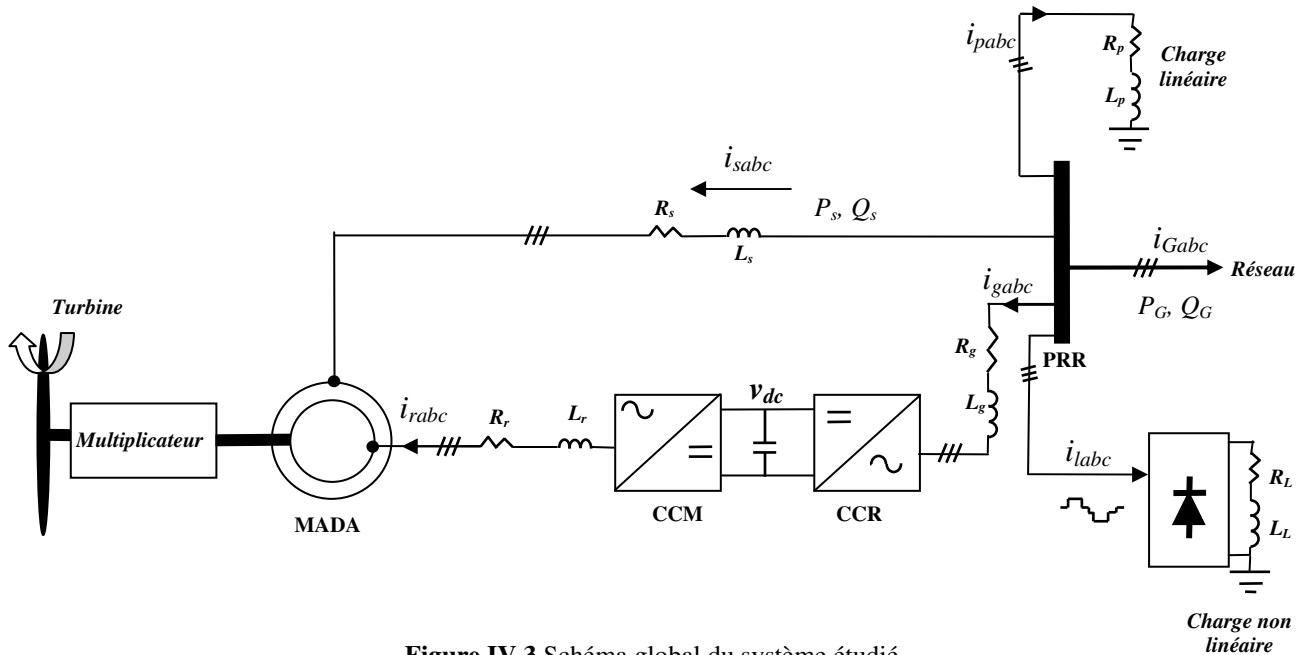 i_pabc
R_p
Charge
linéaire
L_p
i_sabc
R_s
P_s, Q_s
L_s
i_Gabc
Réseau
i_gabc
P_G, Q_G
Turbine
R_g
PRR
v_dc
L_g
i_rabc
R_r
L_r
Multiplicateur
i_labc
R_L
L_L
MADA
CCM
CCR
Charge non
linéaire
Figure IV-3 Schéma global du système étudié